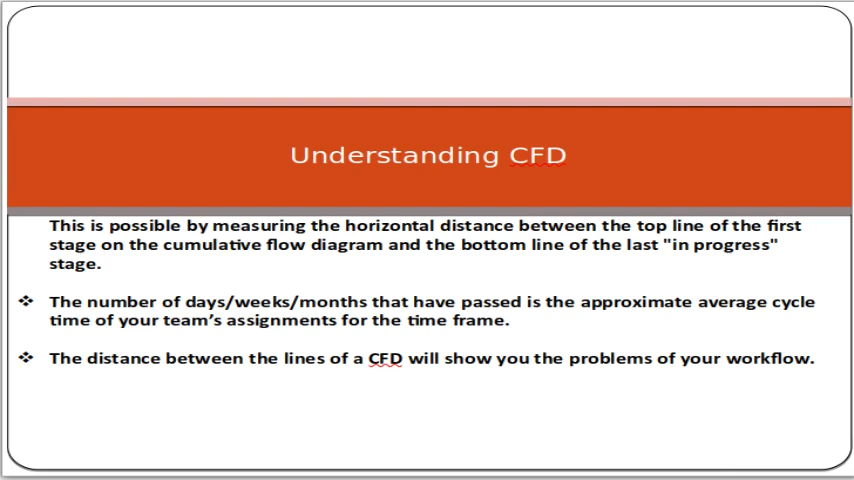 Understanding CFD
This is possible by measuring the horizontal distance between the top line of the first
stage on the cumulative flow diagram and the bottom line of the last "in progress"
stage.
❖ The number of days/weeks/months that have passed is the approximate average cycle
time of your team’s assignments for the time frame.
❖ The distance between the lines of a CFD will show you the problems of your workflow.